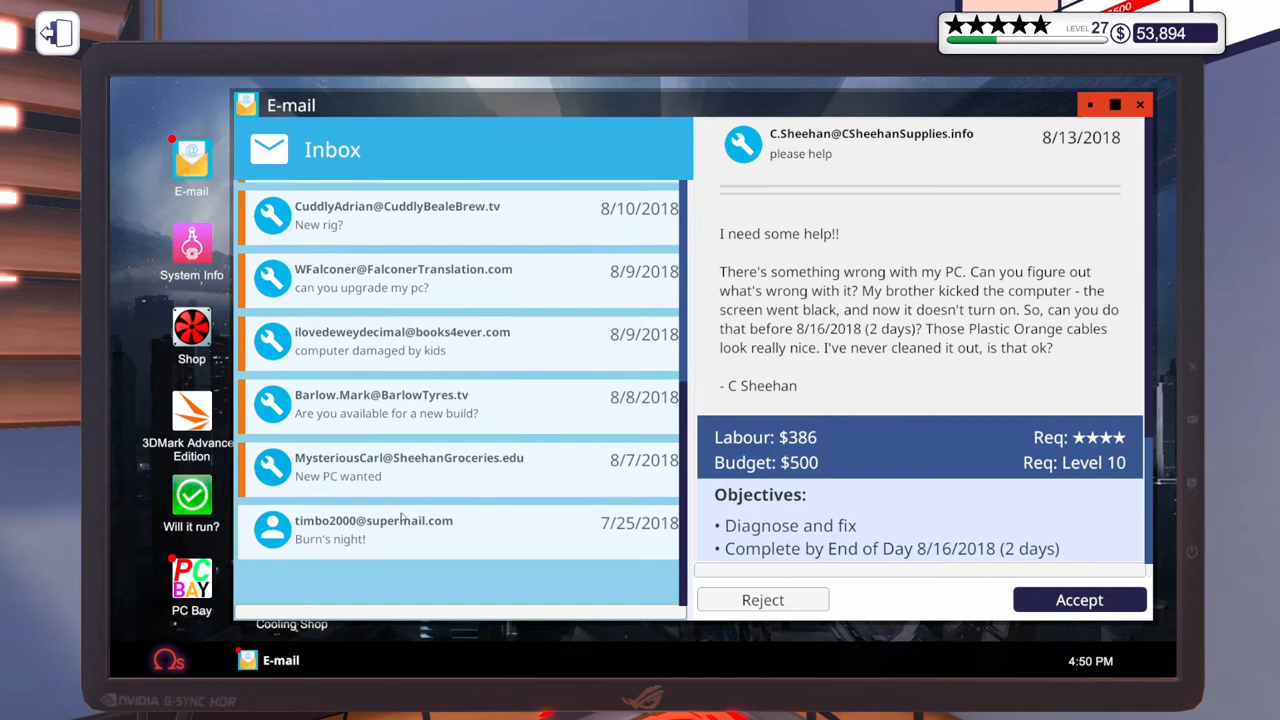 LEVEL 27
$ 53,894
500
E-mail
Inbox
CuddlyAdrian@CuddlyBealeBrew.tv
8/10/2018
New rig?
WFalconer@FalconerTranslation.com
8/9/2018
can you upgrade my pc?
ilovedeweydecimal@books4ever.com
8/9/2018
computer damaged by kids
Barlow.Mark@BarlowTyres.tv
8/8/2018
Are you available for a new build?
MysteriousCarl@SheehanGroceries.edu
8/7/2018
New PC wanted
timbo2000@supermail.com
7/25/2018
Burn's night!
C.Sheehan@CSheehanSupplies.info
8/13/2018
please help
I need some help!!
There's something wrong with my PC. Can you figure out
what's wrong with it? My brother kicked the computer - the
screen went black, and now it doesn't turn on. So, can you do
that before 8/16/2018 (2 days)? Those Plastic Orange cables
look really nice. I've never cleaned it out, is that ok?
- C Sheehan
Labour: $386
Req: ★★★★
Budget: $500
Req: Level 10
Objectives:
• Diagnose and fix
• Complete by End of Day 8/16/2018 (2 days)
Reject
Accept
E-mail
System Info
Shop
3DMark Advance
Edition
Will it run?
PC
BAY
PC Bay
Cooling Shop
Ωs
E-mail
4:50 PM
NVIDIA G-SYNC HDR